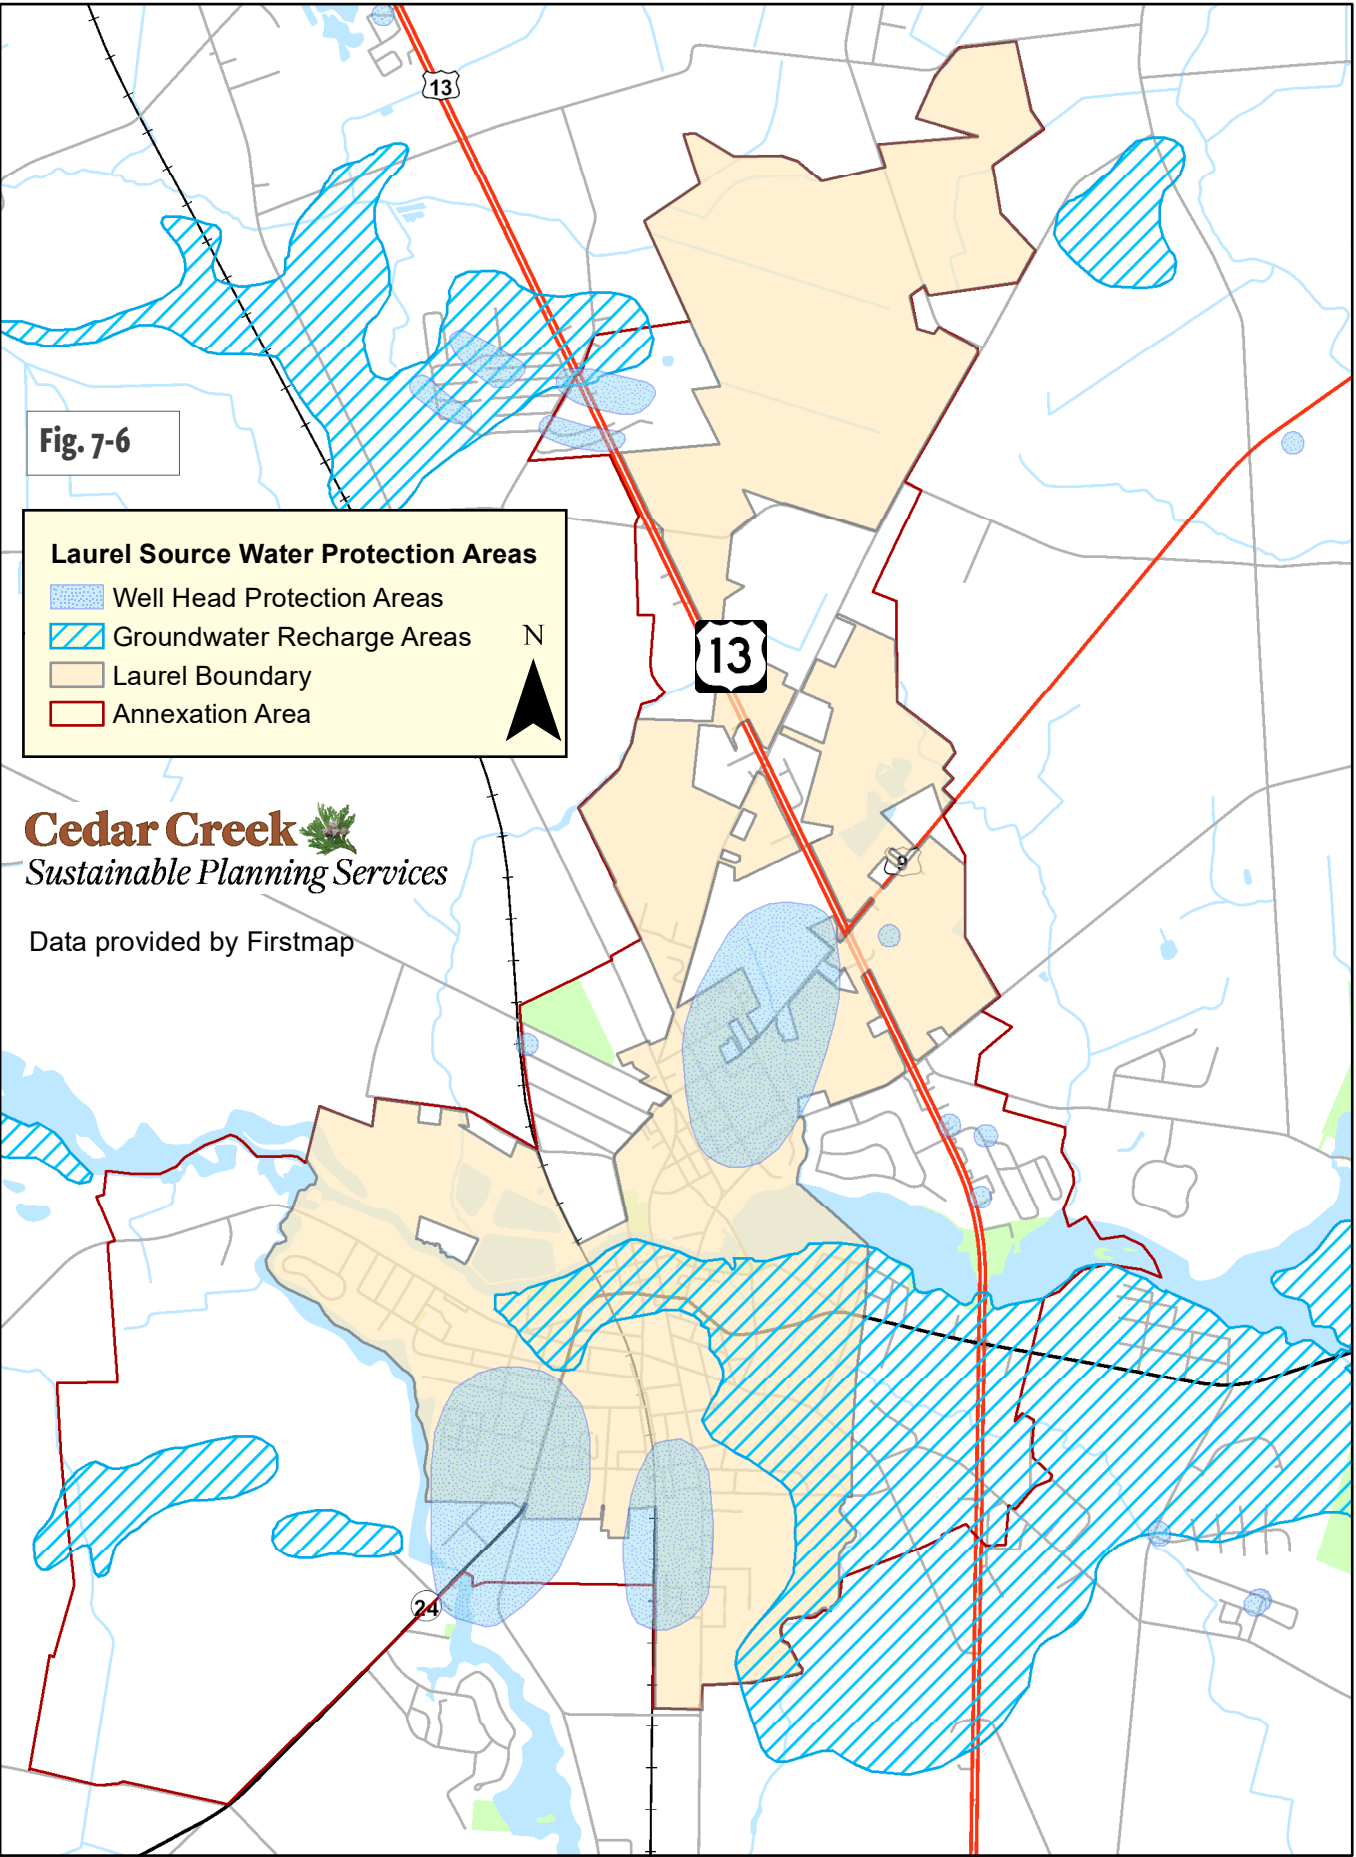 13
Fig. 7-6
Laurel Source Water Protection Areas
Well Head Protection Areas
Groundwater Recharge Areas
N
Laurel Boundary
Annexation Area
13
Cedar Creek
Sustainable Planning Services
9
Data provided by Firstmap
24